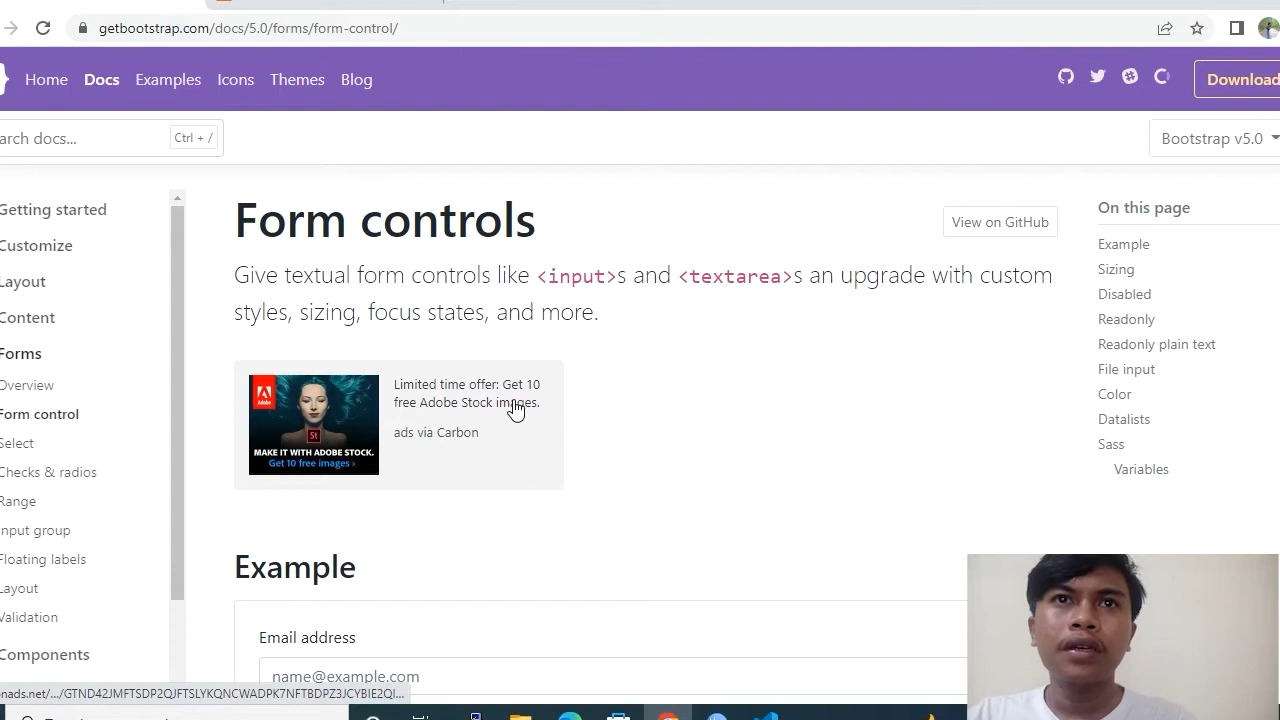 getbootstrap.com/docs/5.0/forms/form-control/
Home Docs Examples Icons Themes Blog
Download
arch docs... Ctrl + /
Bootstrap v5.0
Getting started
Customize
Layout
Content
Forms
Overview
Form control
Select
Checks & radios
Range
nput group
Floating labels
Layout
Validation
Components
Form controls
View on GitHub
Give textual form controls like <input>s and <textarea>s an upgrade with custom
styles, sizing, focus states, and more.
Adobe
St
MAKE IT WITH ADOBE STOCK.
Get 10 free images ›
Limited time offer: Get 10
free Adobe Stock images.
ads via Carbon
Example
Email address
name@example.com
On this page
Example
Sizing
Disabled
Readonly
Readonly plain text
File input
Color
Datalists
Sass
Variables